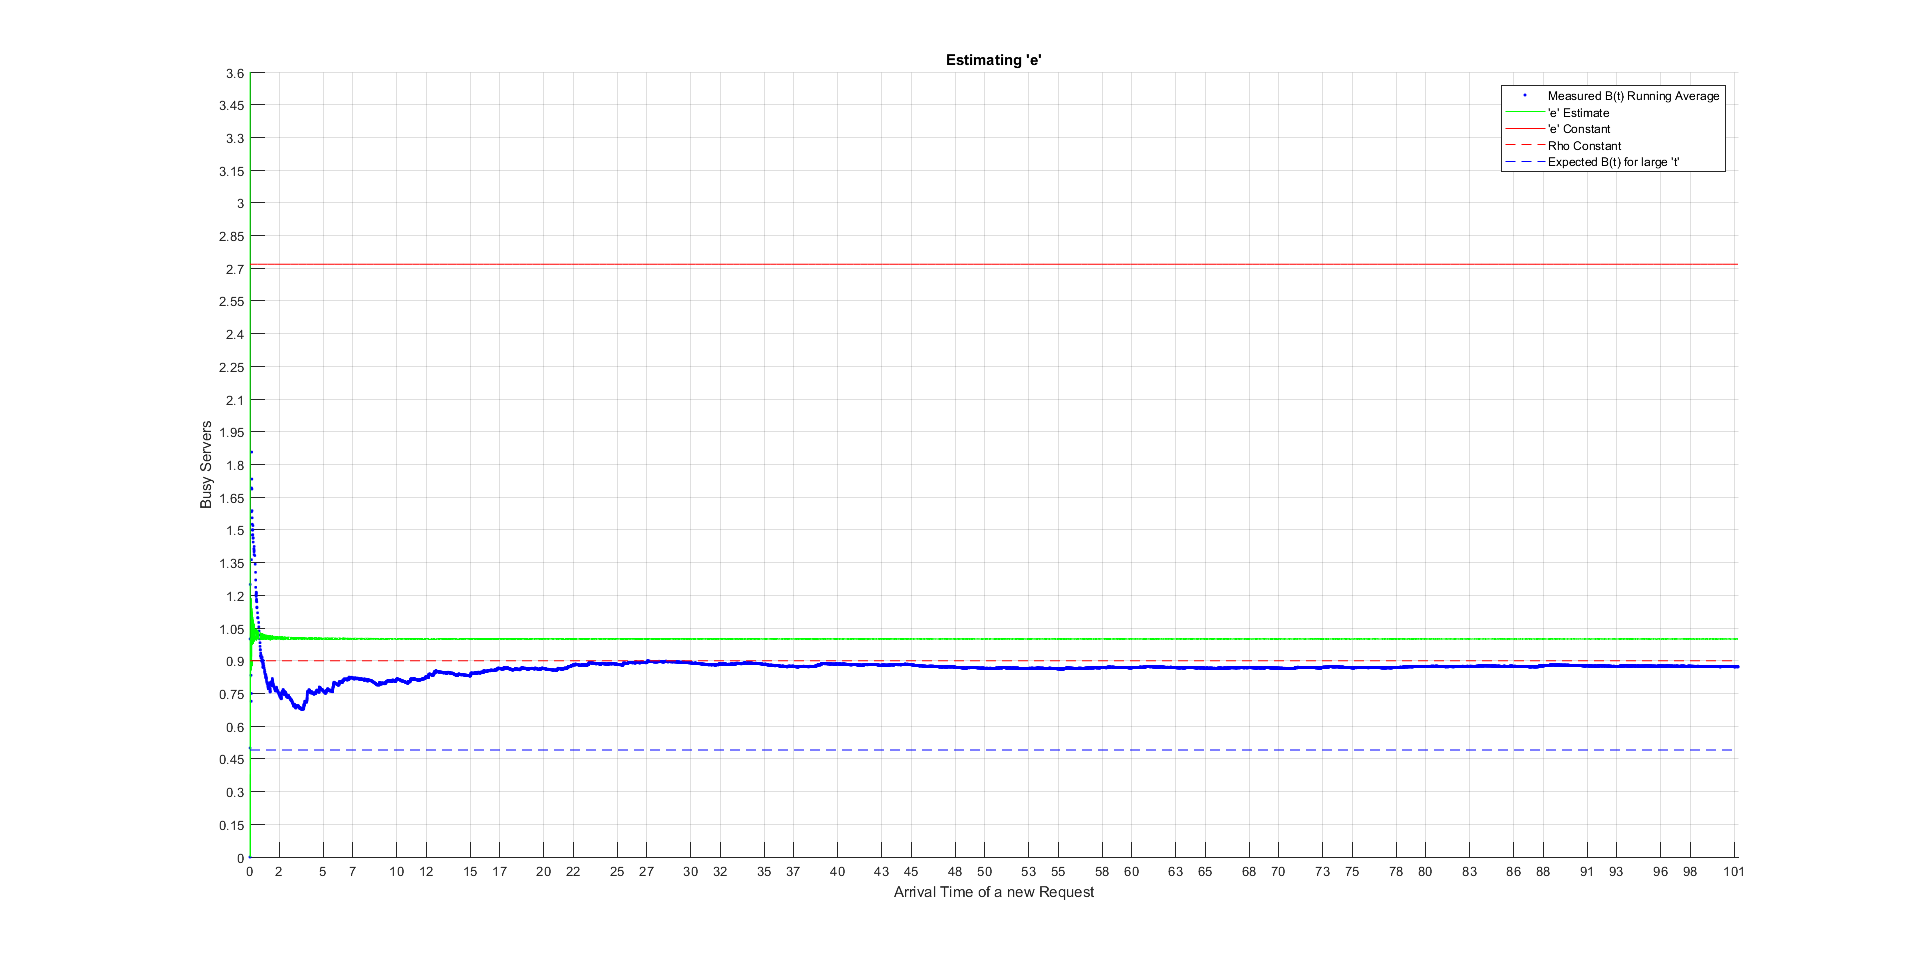 Estimating 'e'
Measured B(t) Running Average
'e' Estimate
'e' Constant
Rho Constant
Expected B(t) for large 't'
Busy Servers
3.6
3.45
3.3
3.15
3
2.85
2.7
2.55
2.4
2.25
2.1
1.95
1.8
1.65
1.5
1.35
1.2
1.05
0.9
0.75
0.6
0.45
0.3
0.15
0
0 2 5 7 10 12 15 17 20 22 25 27 30 32 35 37 40 43 45 48 50 53 55 58 60 63 65 68 70 73 75 78 80 83 86 88 91 93 96 98 101
Arrival Time of a new Request